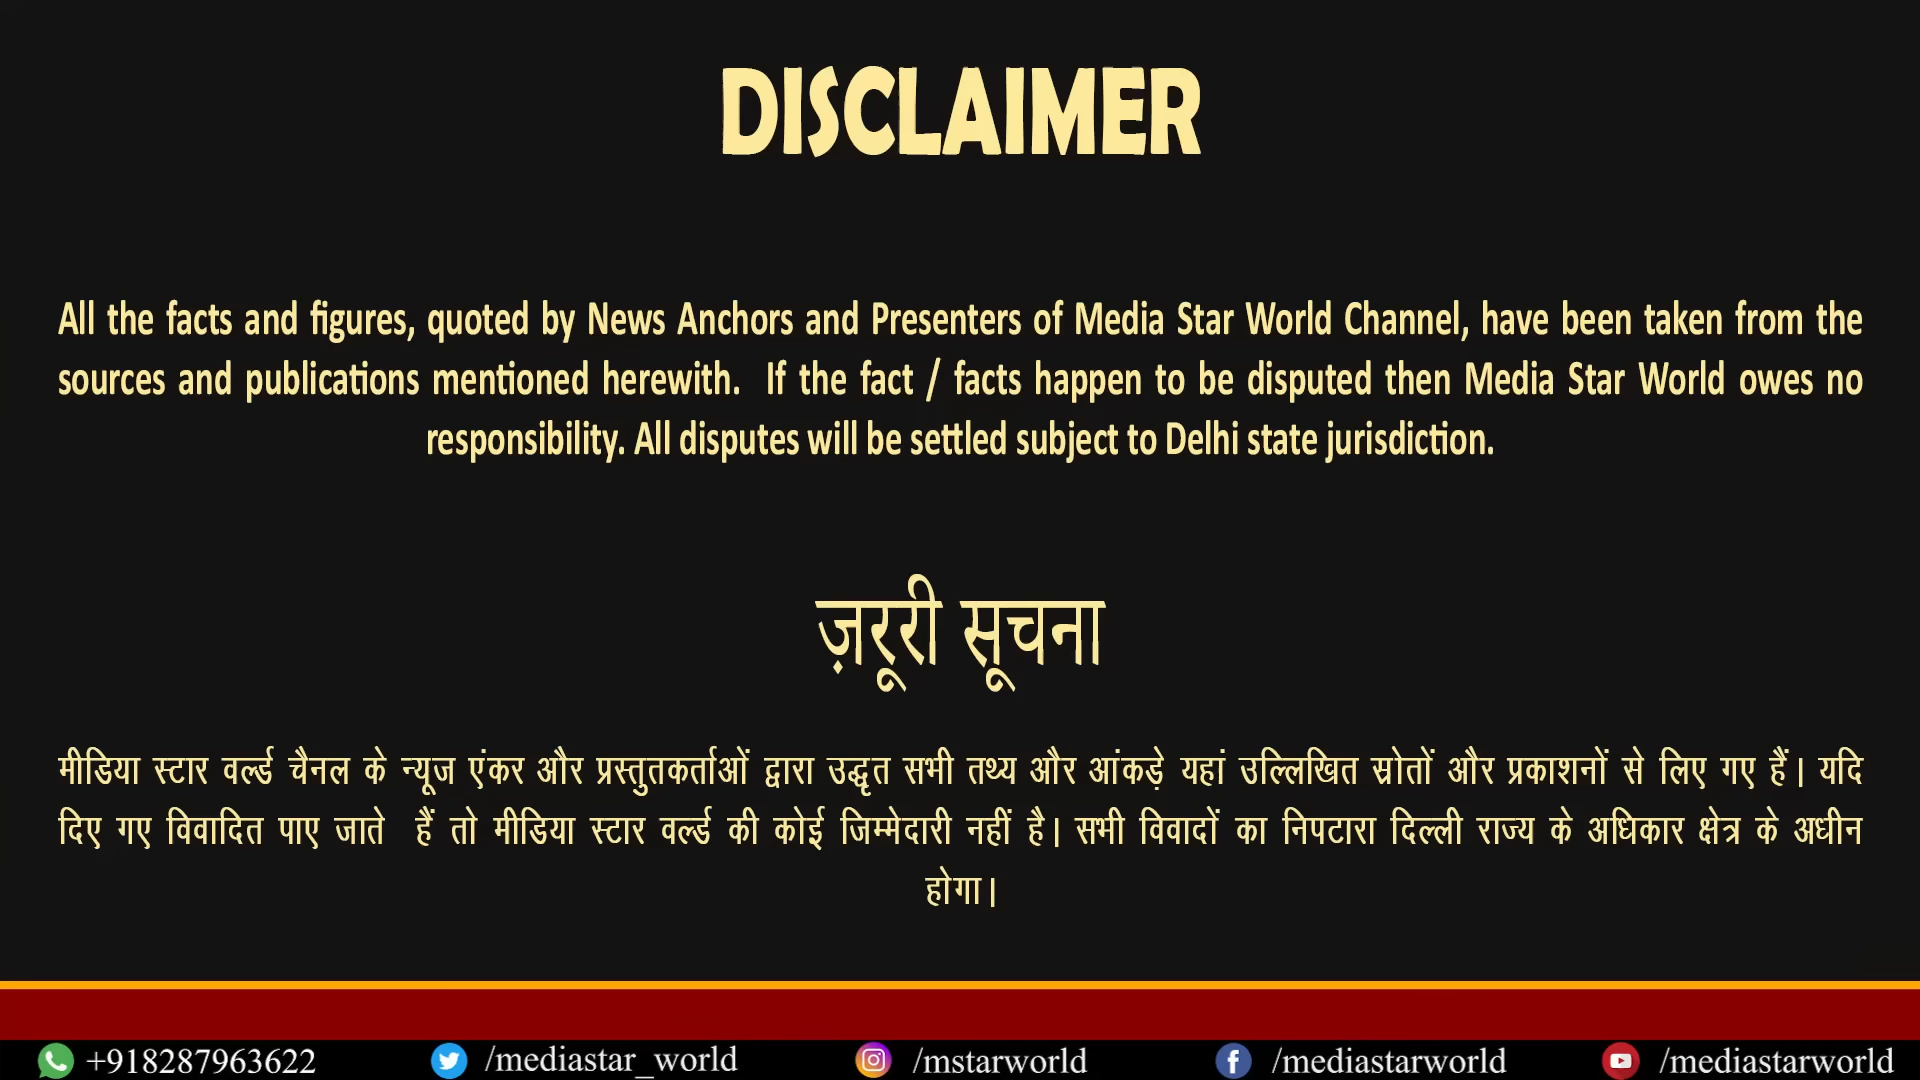 DISCLAIMER
All the facts and figures, quoted by News Anchors and Presenters of Media Star World Channel, have been taken from the
sources and publications mentioned herewith. If the fact / facts happen to be disputed then Media Star World owes no
responsibility. All disputes will be settled subject to Delhi state jurisdiction.
ज़रूरी सूचना
मीडिया स्टार वर्ल्ड चैनल के न्यूज एंकर और प्रस्तुतकर्ताओं द्वारा उद्धृत सभी तथ्य और आंकड़े यहां उल्लिखित स्रोतों और प्रकाशनों से लिए गए हैं। यदि
दिए गए विवादित पाए जाते हैं तो मीडिया स्टार वर्ल्ड की कोई जिम्मेदारी नहीं है। सभी विवादों का निपटारा दिल्ली राज्य के अधिकार क्षेत्र के अधीन
होगा।
+918287963622 /mediastar_world /mstarworld /mediastarworld /mediastarworld